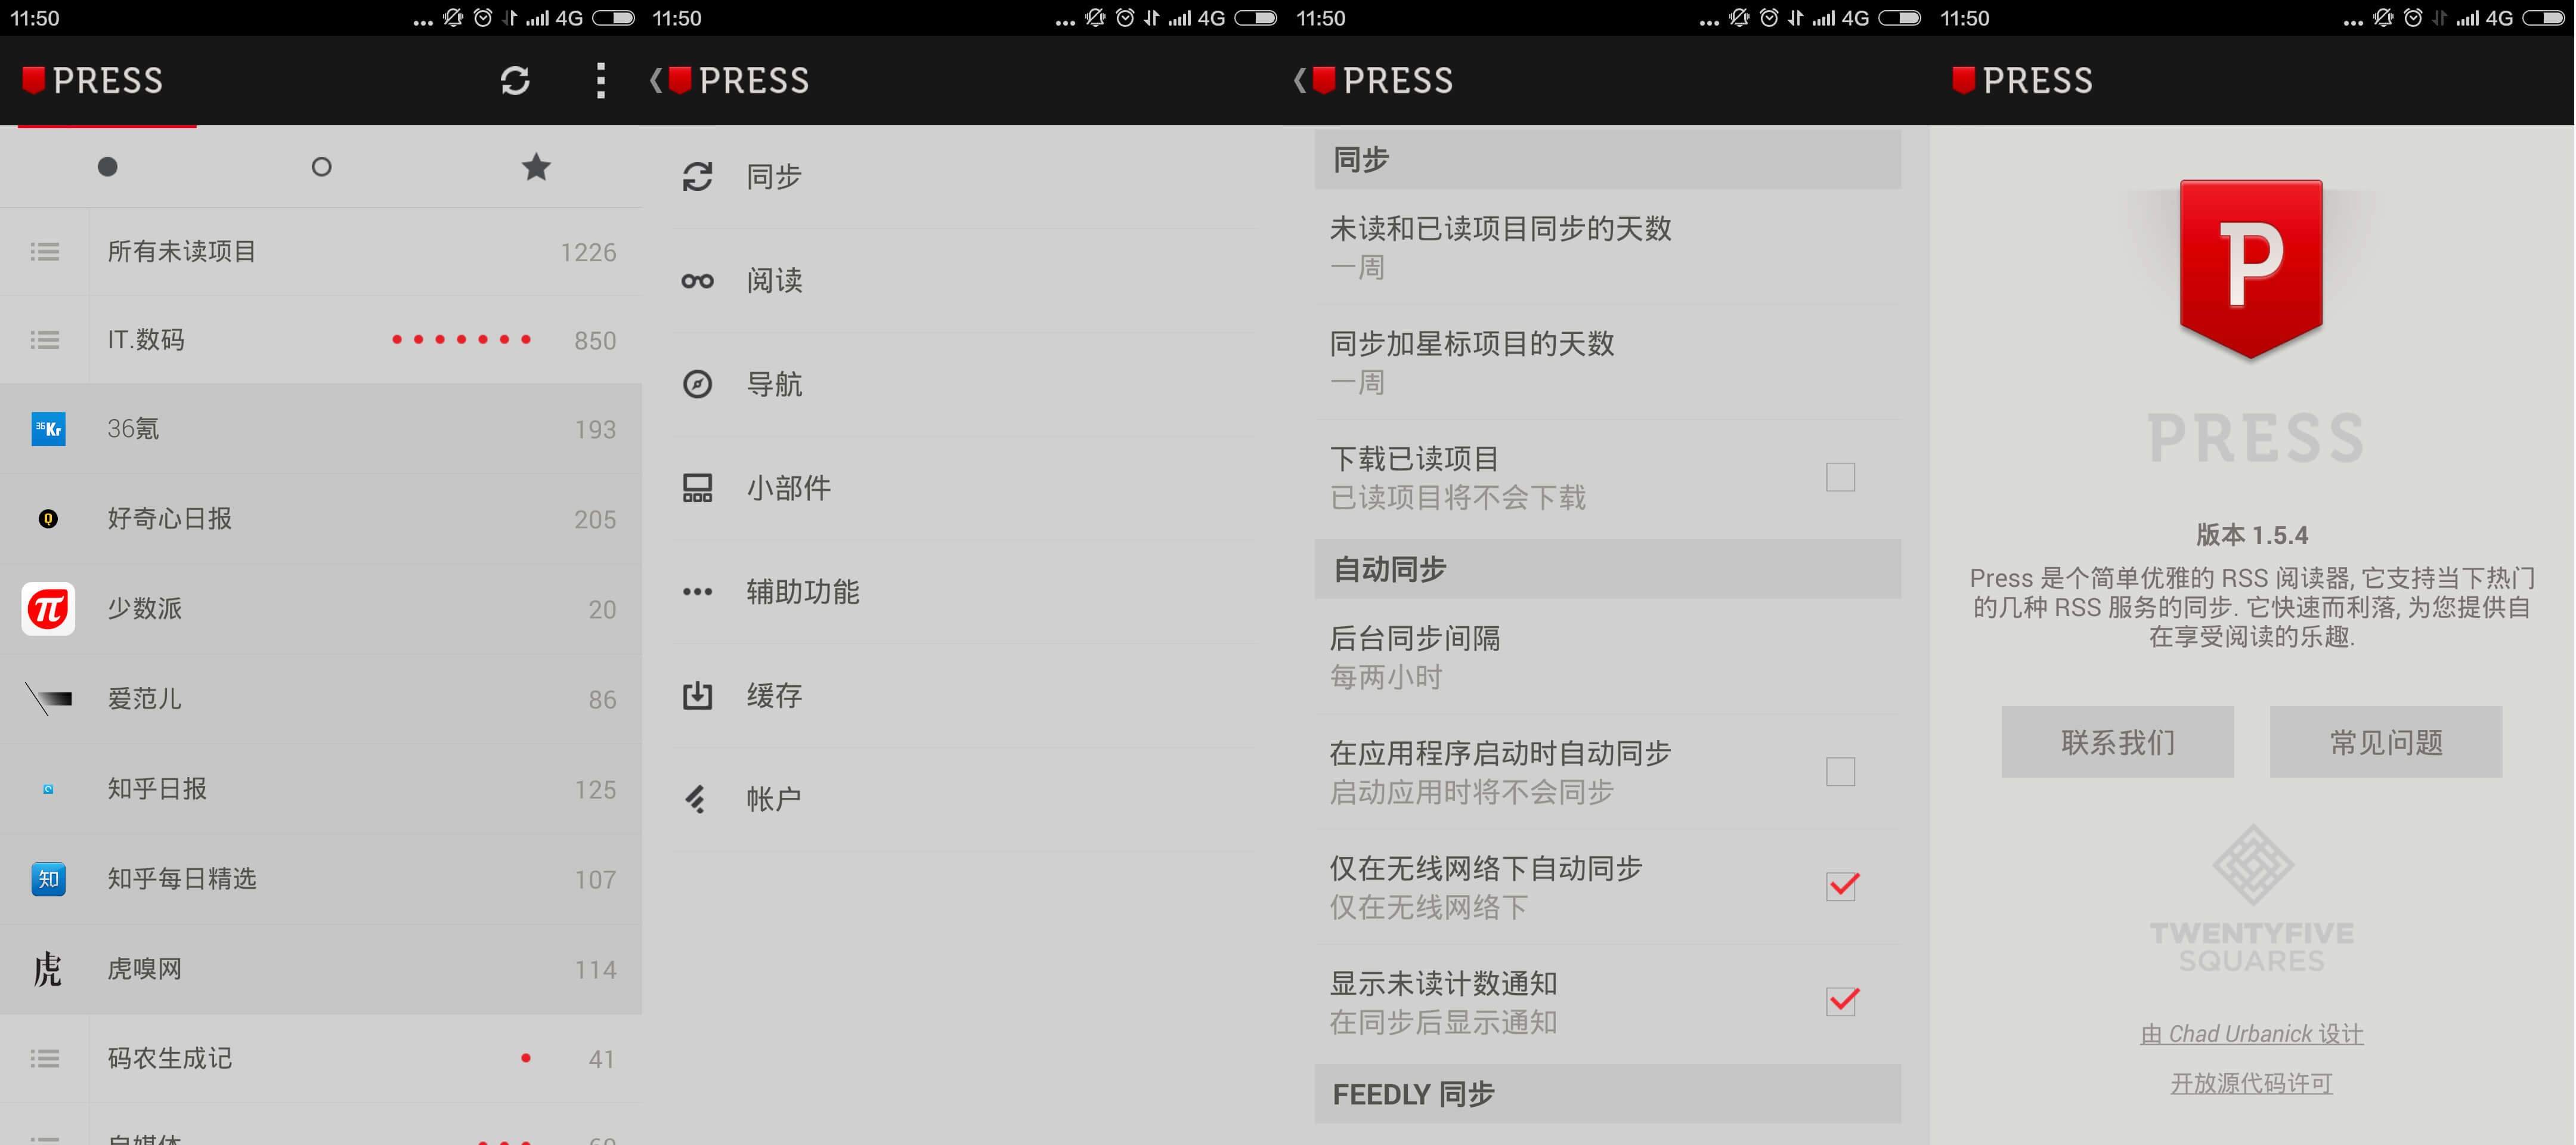 11:50
4G
PRESS
所有未读项目
1226
IT.数码
850
36Kr
36氪
193
Q
好奇心日报
205
少数派
20
爱范儿
86
知乎日报
125
知
知乎每日精选
107
虎
虎嗅网
114
码农生成记
41
自媒体
11:50
4G
PRESS
同步
阅读
导航
小部件
辅助功能
缓存
帐户
11:50
4G
PRESS
同步
未读和已读项目同步的天数
一周
同步加星标项目的天数
一周
下载已读项目
已读项目将不会下载
自动同步
后台同步间隔
每两小时
在应用程序启动时自动同步
启动应用时将不会同步
仅在无线网络下自动同步
仅在无线网络下
显示未读计数通知
在同步后显示通知
FEEDLY 同步
11:50
4G
PRESS
P
PRESS
版本 1.5.4
Press 是个简单优雅的 RSS 阅读器, 它支持当下热门
的几种 RSS 服务的同步. 它快速而利落, 为您提供自
在享受阅读的乐趣.
联系我们
常见问题
TWENTYFIVE
SQUARES
由 Chad Urbanick 设计
开放源代码许可